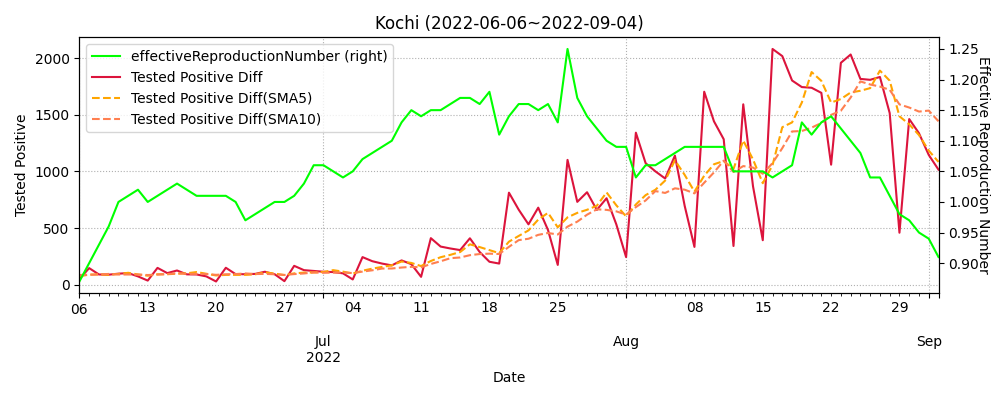 Kochi (2022-06-06~2022-09-04)
effectiveReproductionNumber (right)
Tested Positive Diff
Tested Positive Diff(SMA5)
Tested Positive Diff(SMA10)
Tested Positive
2000
1500
1000
500
0
1.25
1.20
1.15
1.10
1.05
1.00
0.95
0.90
Effective Reproduction Number
06 13 20 27 04 11 18 25 08 15 22 29
Jul Aug Sep
2022
Date